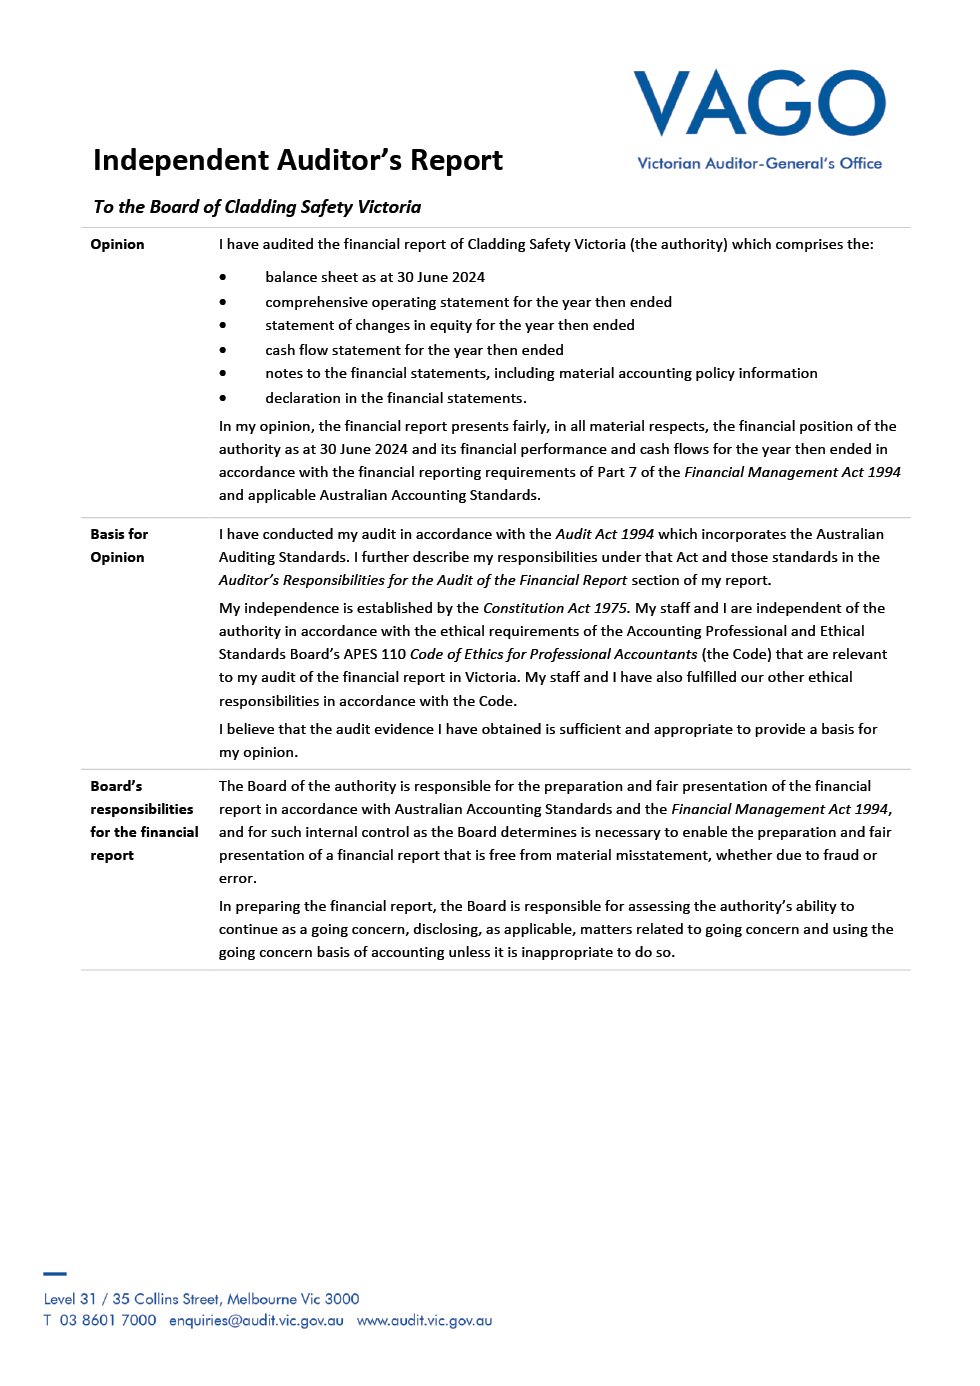 VAGO
Victorian Auditor-General's Office
Independent Auditor's Report
To the Board of Cladding Safety Victoria
Opinion
I have audited the financial report of Cladding Safety Victoria (the authority) which comprises the:
• balance sheet as at 30 June 2024
• comprehensive operating statement for the year then ended
• statement of changes in equity for the year then ended
• cash flow statement for the year then ended
• notes to the financial statements, including material accounting policy information
• declaration in the financial statements.
In my opinion, the financial report presents fairly, in all material respects, the financial position of the
authority as at 30 June 2024 and its financial performance and cash flows for the year then ended in
accordance with the financial reporting requirements of Part 7 of the Financial Management Act 1994
and applicable Australian Accounting Standards.
Basis for
Opinion
I have conducted my audit in accordance with the Audit Act 1994 which incorporates the Australian
Auditing Standards. I further describe my responsibilities under that Act and those standards in the
Auditor's Responsibilities for the Audit of the Financial Report section of my report.
My independence is established by the Constitution Act 1975. My staff and I are independent of the
authority in accordance with the ethical requirements of the Accounting Professional and Ethical
Standards Board's APES 110 Code of Ethics for Professional Accountants (the Code) that are relevant
to my audit of the financial report in Victoria. My staff and I have also fulfilled our other ethical
responsibilities in accordance with the Code.
I believe that the audit evidence I have obtained is sufficient and appropriate to provide a basis for
my opinion.
Board's
responsibilities
for the financial
report
The Board of the authority is responsible for the preparation and fair presentation of the financial
report in accordance with Australian Accounting Standards and the Financial Management Act 1994,
and for such internal control as the Board determines is necessary to enable the preparation and fair
presentation of a financial report that is free from material misstatement, whether due to fraud or
error.
In preparing the financial report, the Board is responsible for assessing the authority's ability to
continue as a going concern, disclosing, as applicable, matters related to going concern and using the
going concern basis of accounting unless it is inappropriate to do so.
Level 31 / 35 Collins Street, Melbourne Vic 3000
T 03 8601 7000 enquiries@audit.vic.gov.au www.audit.vic.gov.au